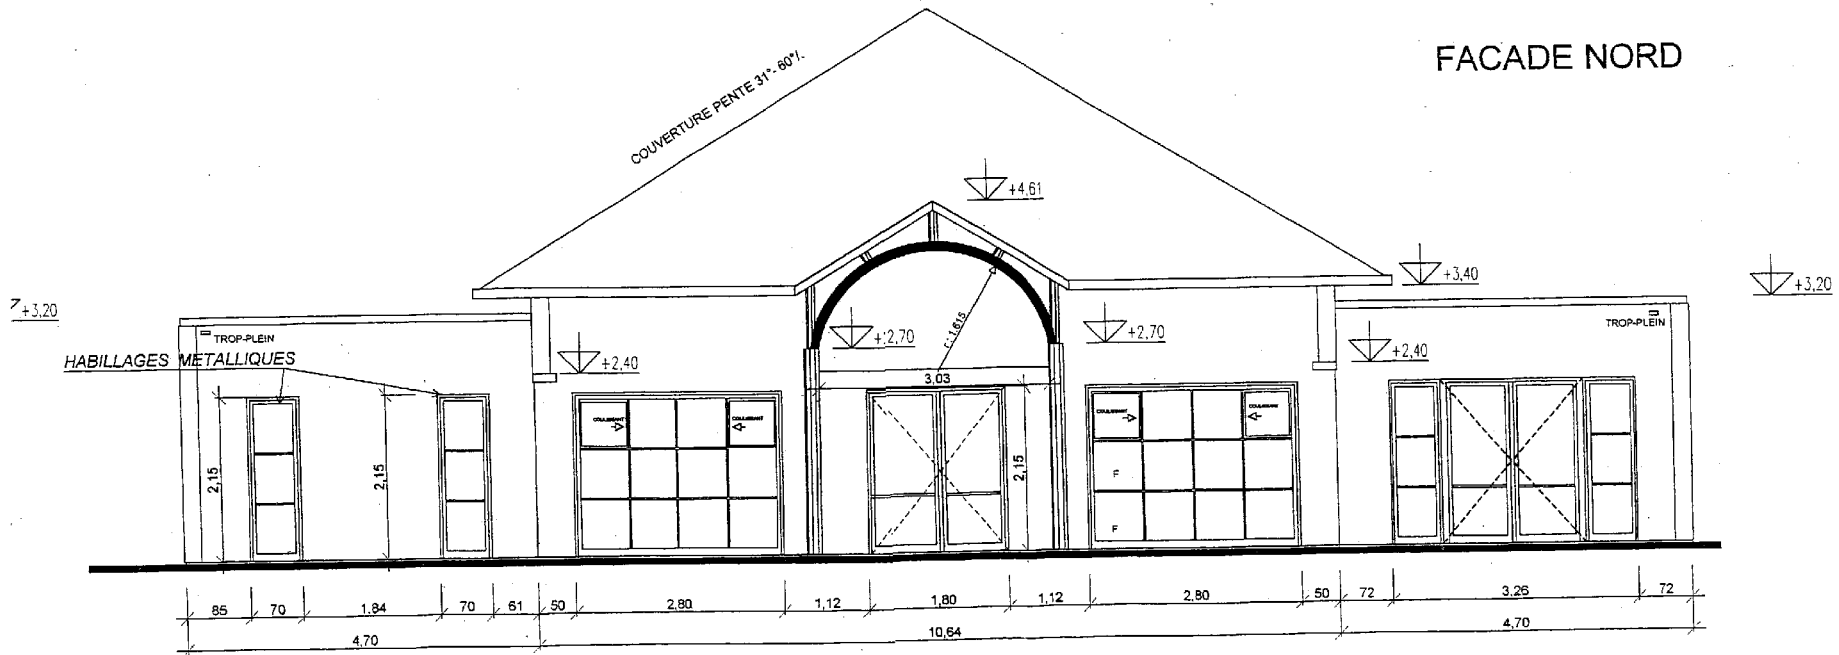 FACADE NORD
COUVERTURE PENTE 31°- 60°/.
+4,61
+3,40
+3,20
+3,20
TROP-PLEIN
TROP-PLEIN
HABILLAGES METALLIQUES
+2,40
+2,70
r:1.615
+2,70
+2,40
3,03
COULISSANT
COULISSANT
COULISSANT
COULISSANT
2,15
2,15
2,15
F
F
85 70 1.84 70 61 50 2.80 1,12 1,80 1,12 2,80 50 72 3.26 72
4,70 10,64 4,70